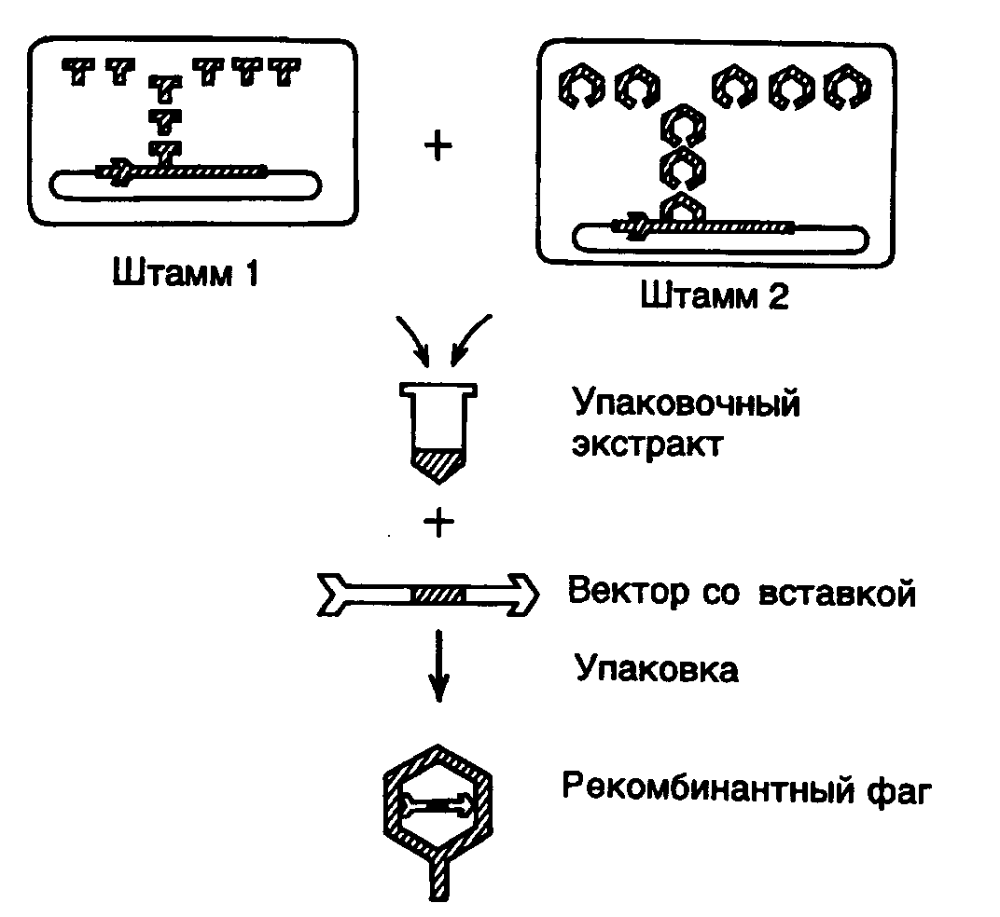 Штамм 1
Штамм 2
Упаковочный
экстракт
Вектор со вставкой
Упаковка
Рекомбинантный фаг